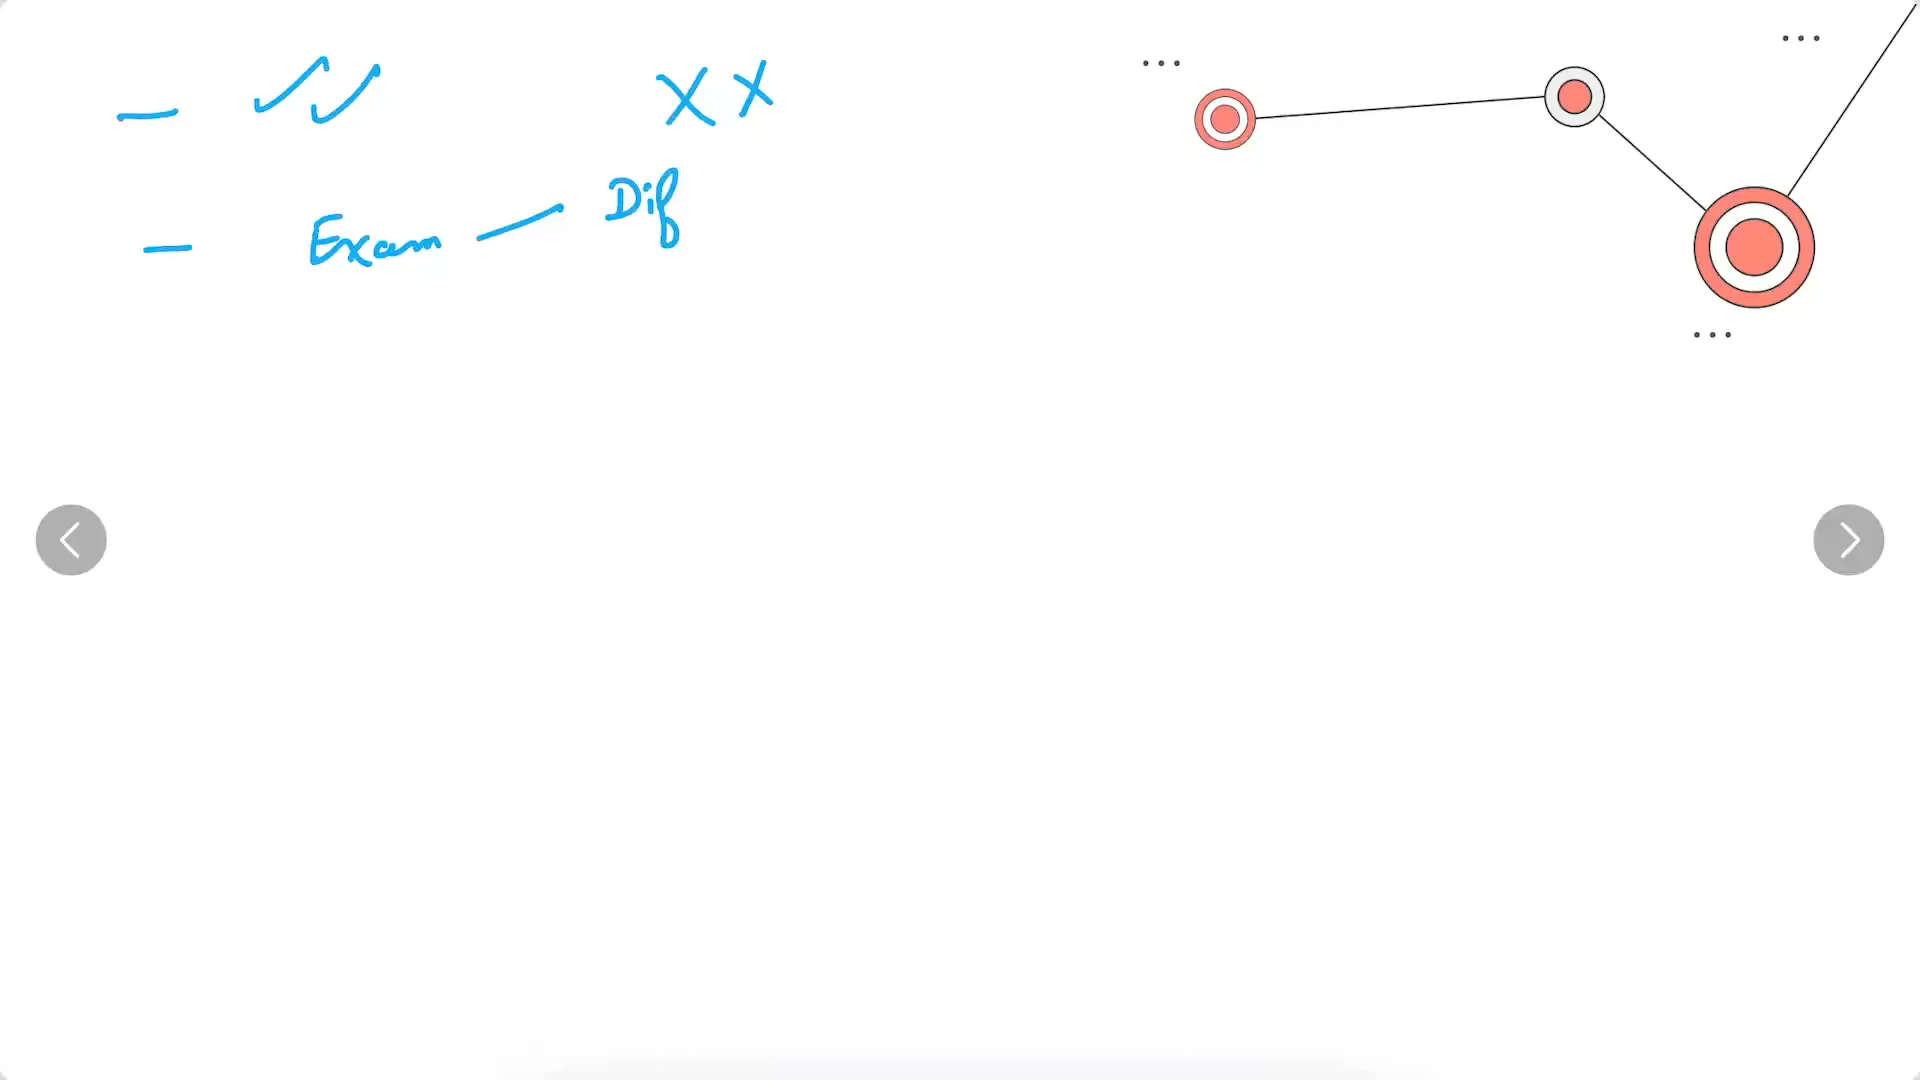 - ✓✓ X X
- Exam — Dif